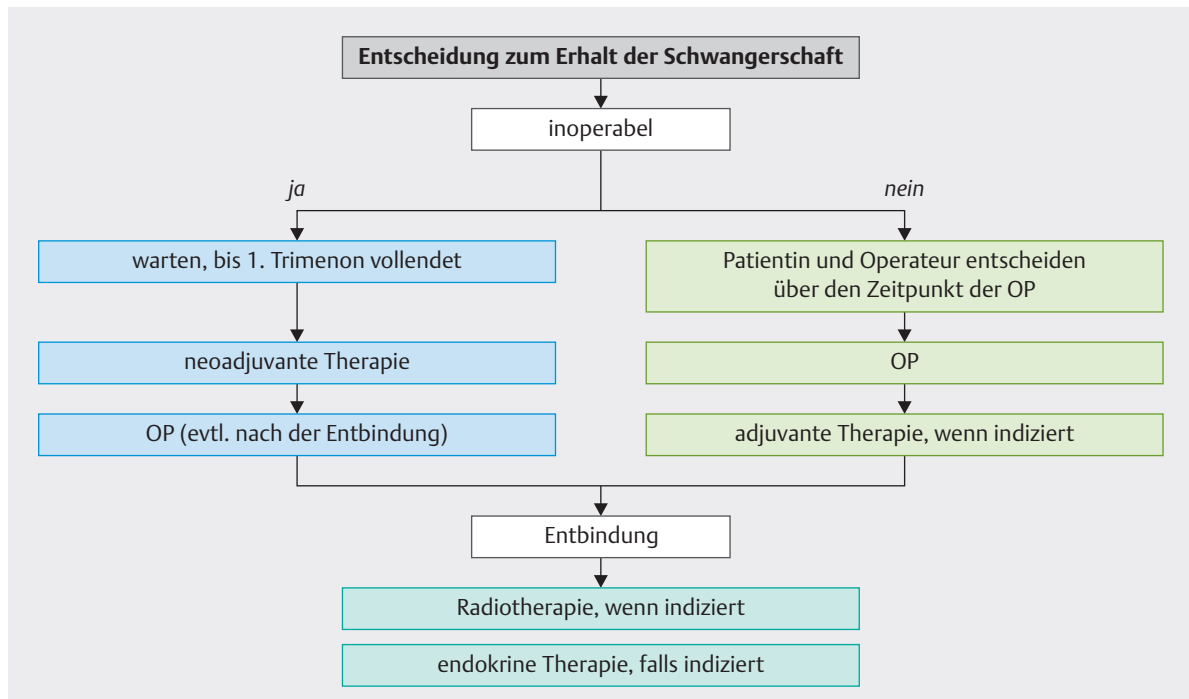 Entscheidung zum Erhalt der Schwangerschaft
inoperabel
ja
nein
warten, bis 1. Trimenon vollendet
Patientin und Operateur entscheiden
über den Zeitpunkt der OP
neoadjuvante Therapie
OP
OP (evtl. nach der Entbindung)
adjuvante Therapie, wenn indiziert
Entbindung
Radiotherapie, wenn indiziert
endokrine Therapie, falls indiziert